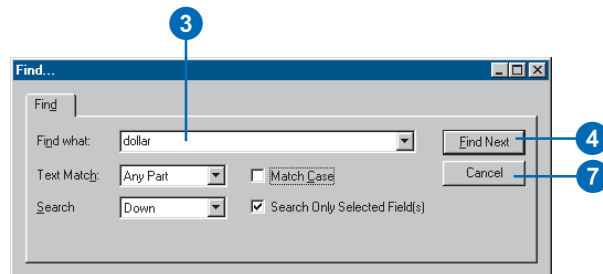 3
Find...
Find
Find what: dollar Find Next 4
Text Match: Any Part Match Case Cancel 7
Search Down Search Only Selected Field(s)